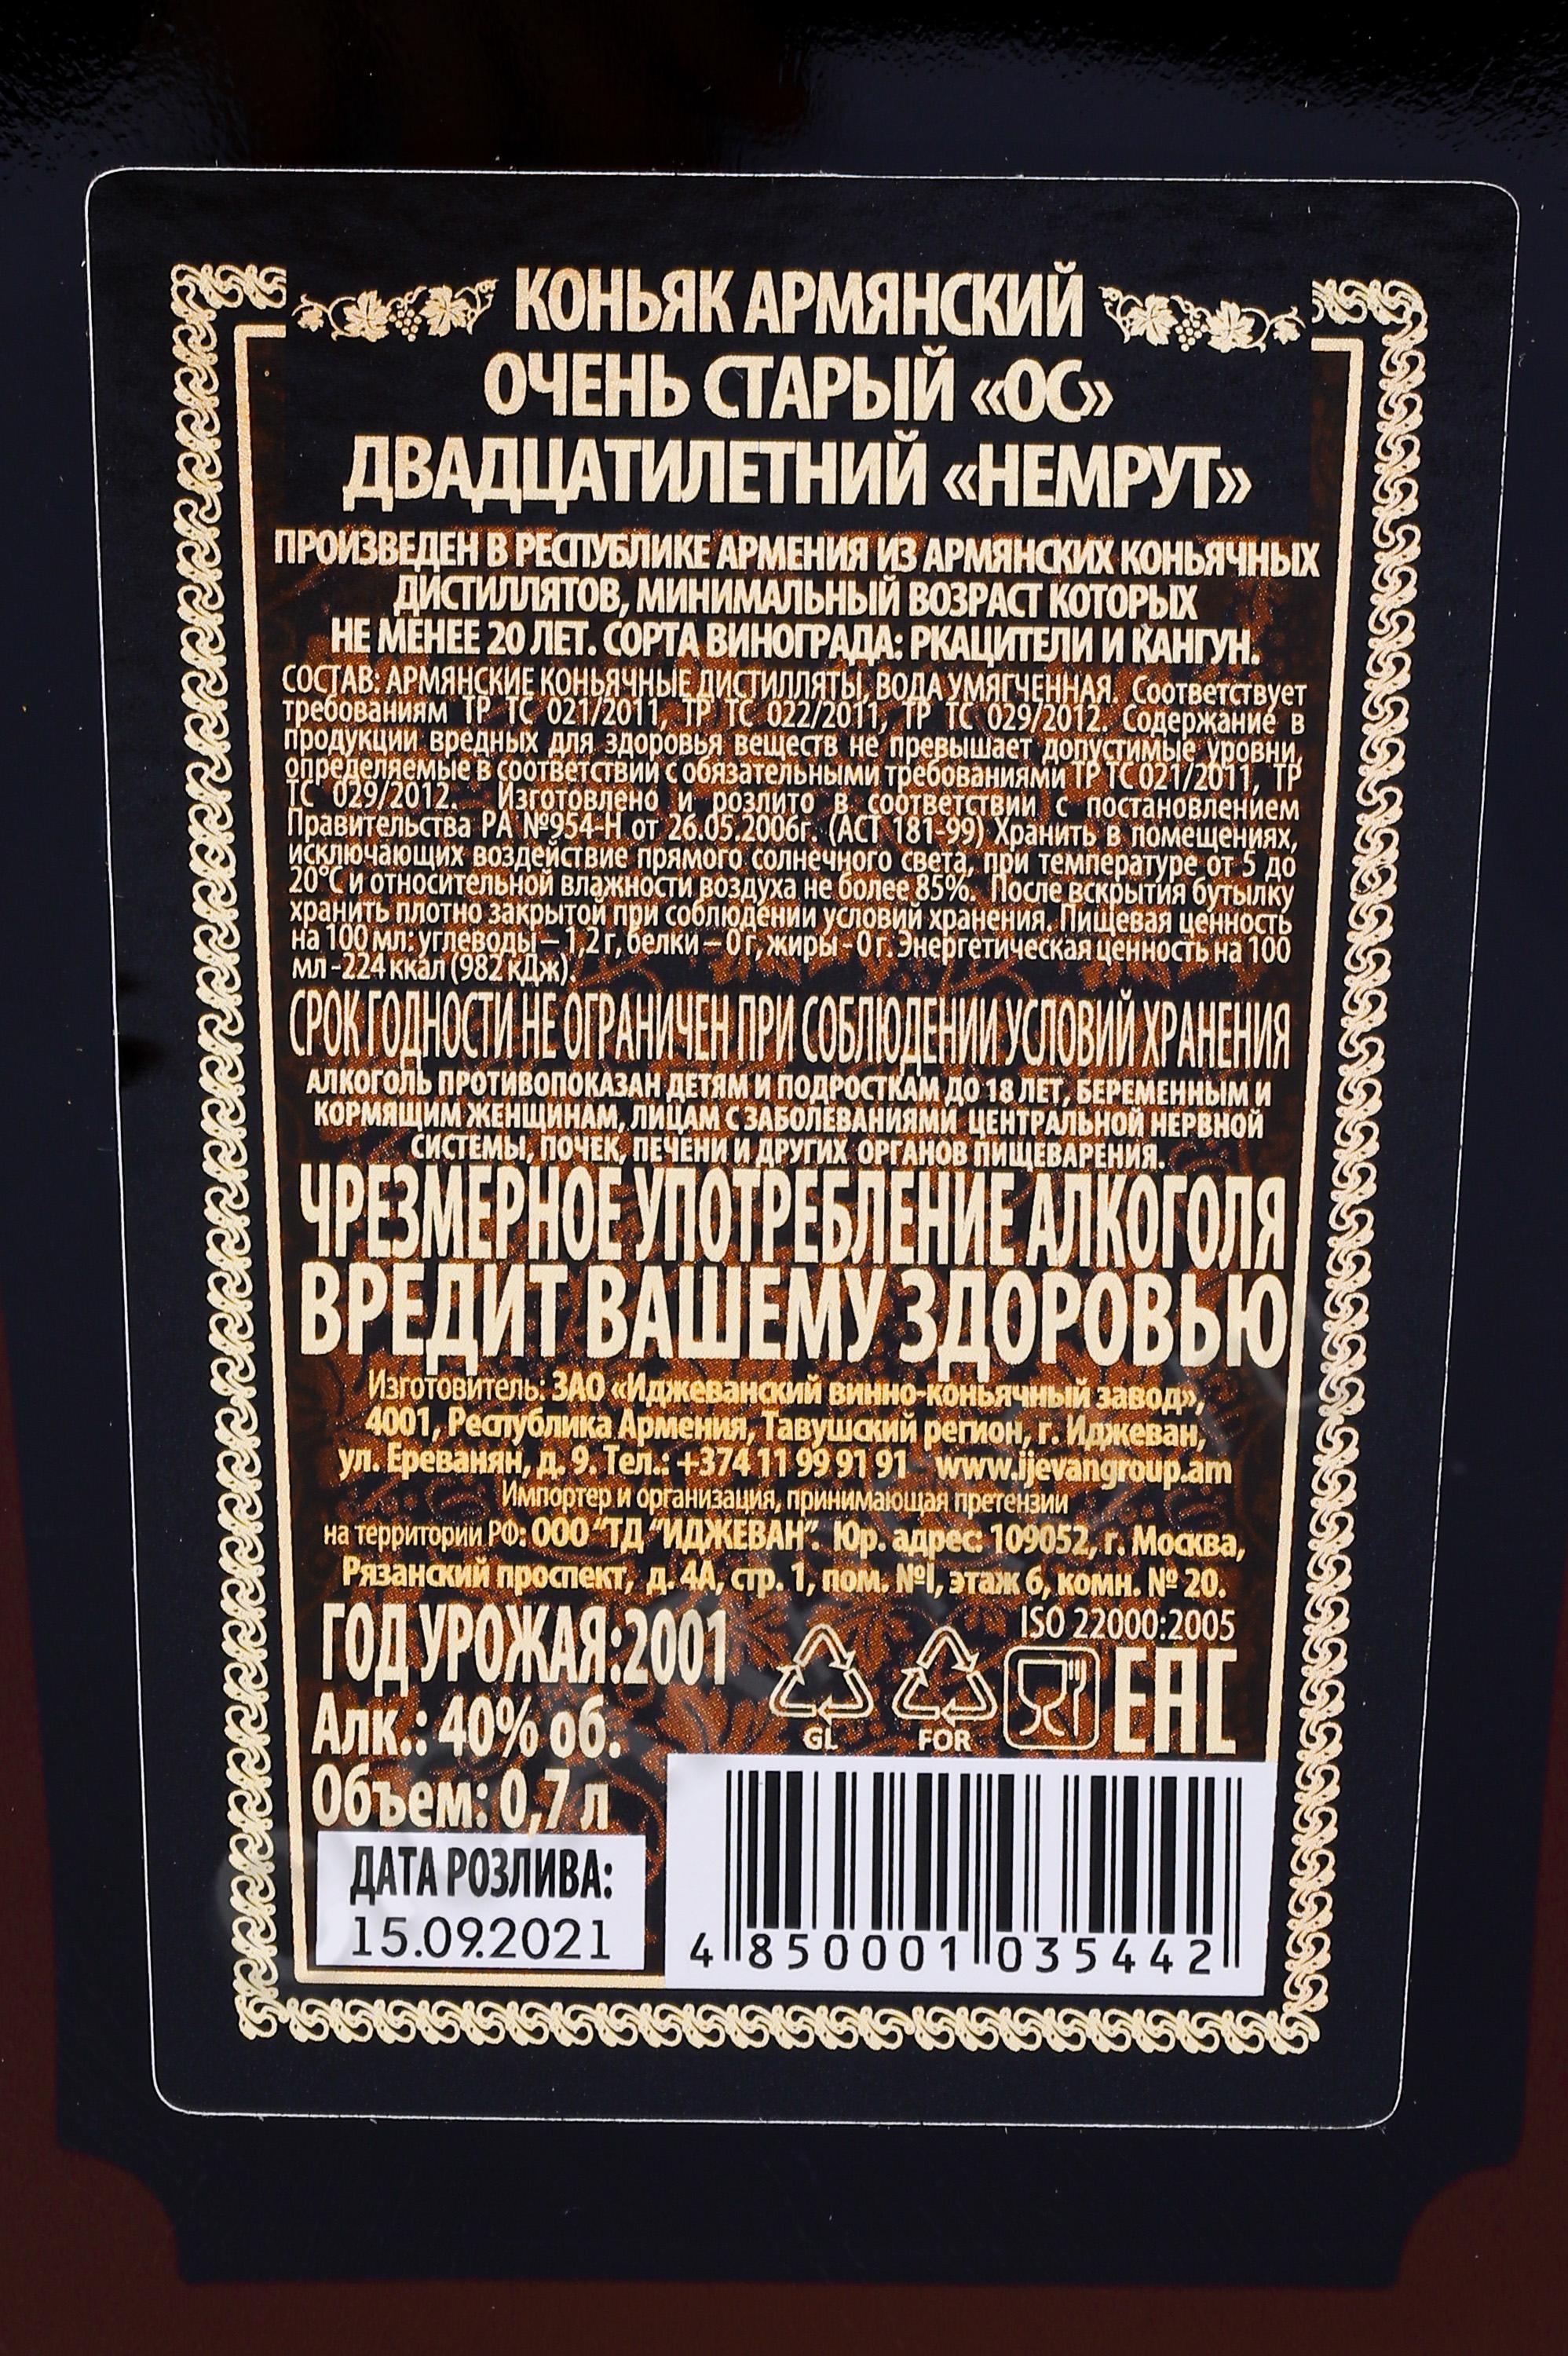 КОНЬЯК АРМЯНСКИЙ
ОЧЕНЬ СТАРЫЙ «ОС»
ДВАДЦАТИЛЕТНИЙ «НЕМРУТ»
ПРОИЗВЕДЕН В РЕСПУБЛИКЕ АРМЕНИЯ ИЗ АРМЯНСКИХ КОНЬЯЧНЫХ
ДИСТИЛЛЯТОВ, МИНИМАЛЬНЫЙ ВОЗРАСТ КОТОРЫХ
НЕ МЕНЕЕ 20 ЛЕТ. СОРТА ВИНОГРАДА: РКАЦИТЕЛИ И КАНГУН.
СОСТАВ: АРМЯНСКИЕ КОНЬЯЧНЫЕ ДИСТИЛЛЯТЫ, ВОДА УМЯГЧЕННАЯ. Соответствует
требованиям ТР ТС 021/2011, ТР ТС 022/2011, ТР ТС 029/2012. Содержание в
продукции вредных для здоровья веществ не превышает допустимые уровни,
определяемые в соответствии с обязательными требованиями ТР ТС 021/2011, ТР
ТС 029/2012. Изготовлено и розлито в соответствии с постановлением
Правительства РА №954-Н от 26.05.2006г. (АСТ 181-99) Хранить в помещениях,
исключающих воздействие прямого солнечного света, при температуре от 5 до
20°С и относительной влажности воздуха не более 85%. После вскрытия бутылку
хранить плотно закрытой при соблюдении условий хранения. Пищевая ценность
на 100 мл: углеводы – 1,2 г, белки – 0 г, жиры - 0 г. Энергетическая ценность на 100
мл -224 ккал (982 кДж).
СРОК ГОДНОСТИ НЕ ОГРАНИЧЕН ПРИ СОБЛЮДЕНИИ УСЛОВИЙ ХРАНЕНИЯ
АЛКОГОЛЬ ПРОТИВОПОКАЗАН ДЕТЯМ И ПОДРОСТКАМ ДО 18 ЛЕТ, БЕРЕМЕННЫМ И
КОРМЯЩИМ ЖЕНЩИНАМ, ЛИЦАМ С ЗАБОЛЕВАНИЯМИ ЦЕНТРАЛЬНОЙ НЕРВНОЙ
СИСТЕМЫ, ПОЧЕК, ПЕЧЕНИ И ДРУГИХ ОРГАНОВ ПИЩЕВАРЕНИЯ.
ЧРЕЗМЕРНОЕ УПОТРЕБЛЕНИЕ АЛКОГОЛЯ
ВРЕДИТ ВАШЕМУ ЗДОРОВЬЮ
Изготовитель: ЗАО «Иджеванский винно-коньячный завод»,
4001, Республика Армения, Тавушский регион, г. Иджеван,
ул. Ереванян, д. 9. Тел.: +374 11 99 91 91 www.ijevangroup.am
Импортер и организация, принимающая претензии
на территории РФ: ООО "ТД "ИДЖЕВАН". Юр. адрес: 109052, г. Москва,
Рязанский проспект, д. 4А, стр. 1, пом. №I, этаж 6, комн. № 20.
ISO 22000:2005
ГОД УРОЖАЯ:2001
GL FOR EAC
Алк.: 40% об.
Объем: 0,7 л
ДАТА РОЗЛИВА:
15.09.2021
4 850001 035442